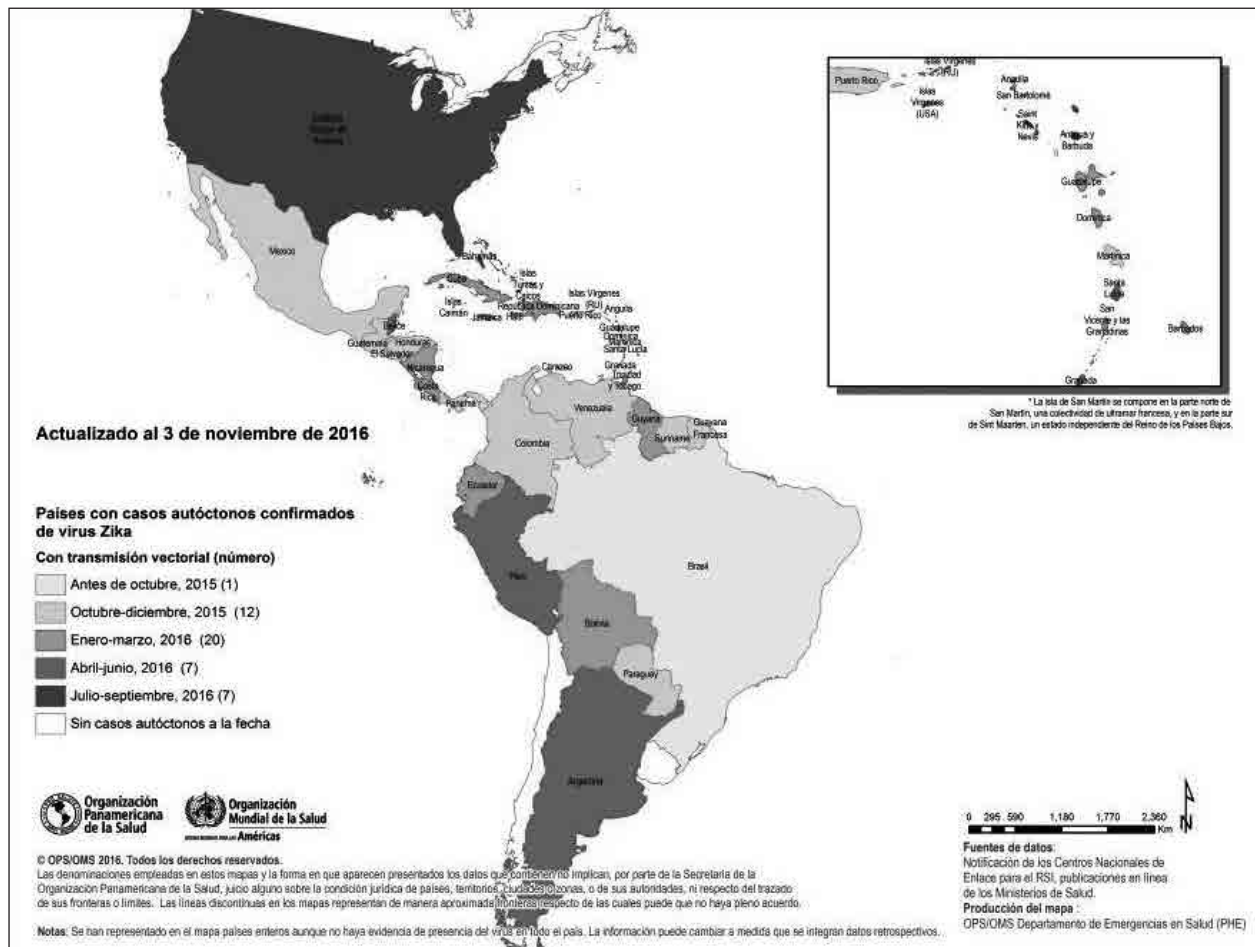 México
Bahamas
Cuba
Islas
Turcas y
Caicos
Islas
Caimán
Jamaica
Haití
República Dominicana
Puerto Rico
Islas Vírgenes
(RU)
Anguila
Guadalupe
Dominica
Martinica
Santa Lucía
Granada
Trinidad
y Tobago
Belice
Guatemala
Honduras
El Salvador
Nicaragua
Costa
Rica
Panamá
Curazao
Venezuela
Colombia
Guyana
Suriname
Guayana
Francesa
Ecuador
Perú
Brasil
Bolivia
Paraguay
Argentina
Puerto Rico
Islas Vírgenes
(RU)
Islas
Vírgenes
(USA)
Anguila
San Bartolomé
Saint
Kitts y
Nevis
Antigua y
Barbuda
Guadalupe
Dominica
Martinica
Santa
Lucía
San
Vicente y las
Granadinas
Barbados
Granada
* La isla de San Martín se compone en la parte norte de
San Martín, una colectividad de ultramar francesa, y en la parte sur
de Sint Maarten, un estado independiente del Reino de los Países Bajos.
Actualizado al 3 de noviembre de 2016
Países con casos autóctonos confirmados
de virus Zika
Con transmisión vectorial (número)
Antes de octubre, 2015 (1)
Octubre-diciembre, 2015 (12)
Enero-marzo, 2016 (20)
Abril-junio, 2016 (7)
Julio-septiembre, 2016 (7)
Sin casos autóctonos a la fecha
Organización
Panamericana
de la Salud
Organización
Mundial de la Salud
Américas
© OPS/OMS 2016. Todos los derechos reservados.
Las denominaciones empleadas en estos mapas y la forma en que aparecen presentados los datos que contienen no implican, por parte de la Secretaría de la
Organización Panamericana de la Salud, juicio alguno sobre la condición jurídica de países, territorios, ciudades o zonas, o de sus autoridades, ni respecto del trazado
de sus fronteras o límites. Las líneas discontinuas en los mapas representan de manera aproximada fronteras respecto de las cuales puede que no haya pleno acuerdo.
Notas: Se han representado en el mapa países enteros aunque no haya evidencia de presencia del virus en todo el país. La información puede cambiar a medida que se integran datos retrospectivos.
0 295 590 1,180 1,770 2,360
Km
N
Fuentes de datos:
Notificación de los Centros Nacionales de
Enlace para el RSI, publicaciones en línea
de los Ministerios de Salud.
Producción del mapa :
OPS/OMS Departamento de Emergencias en Salud (PHE)